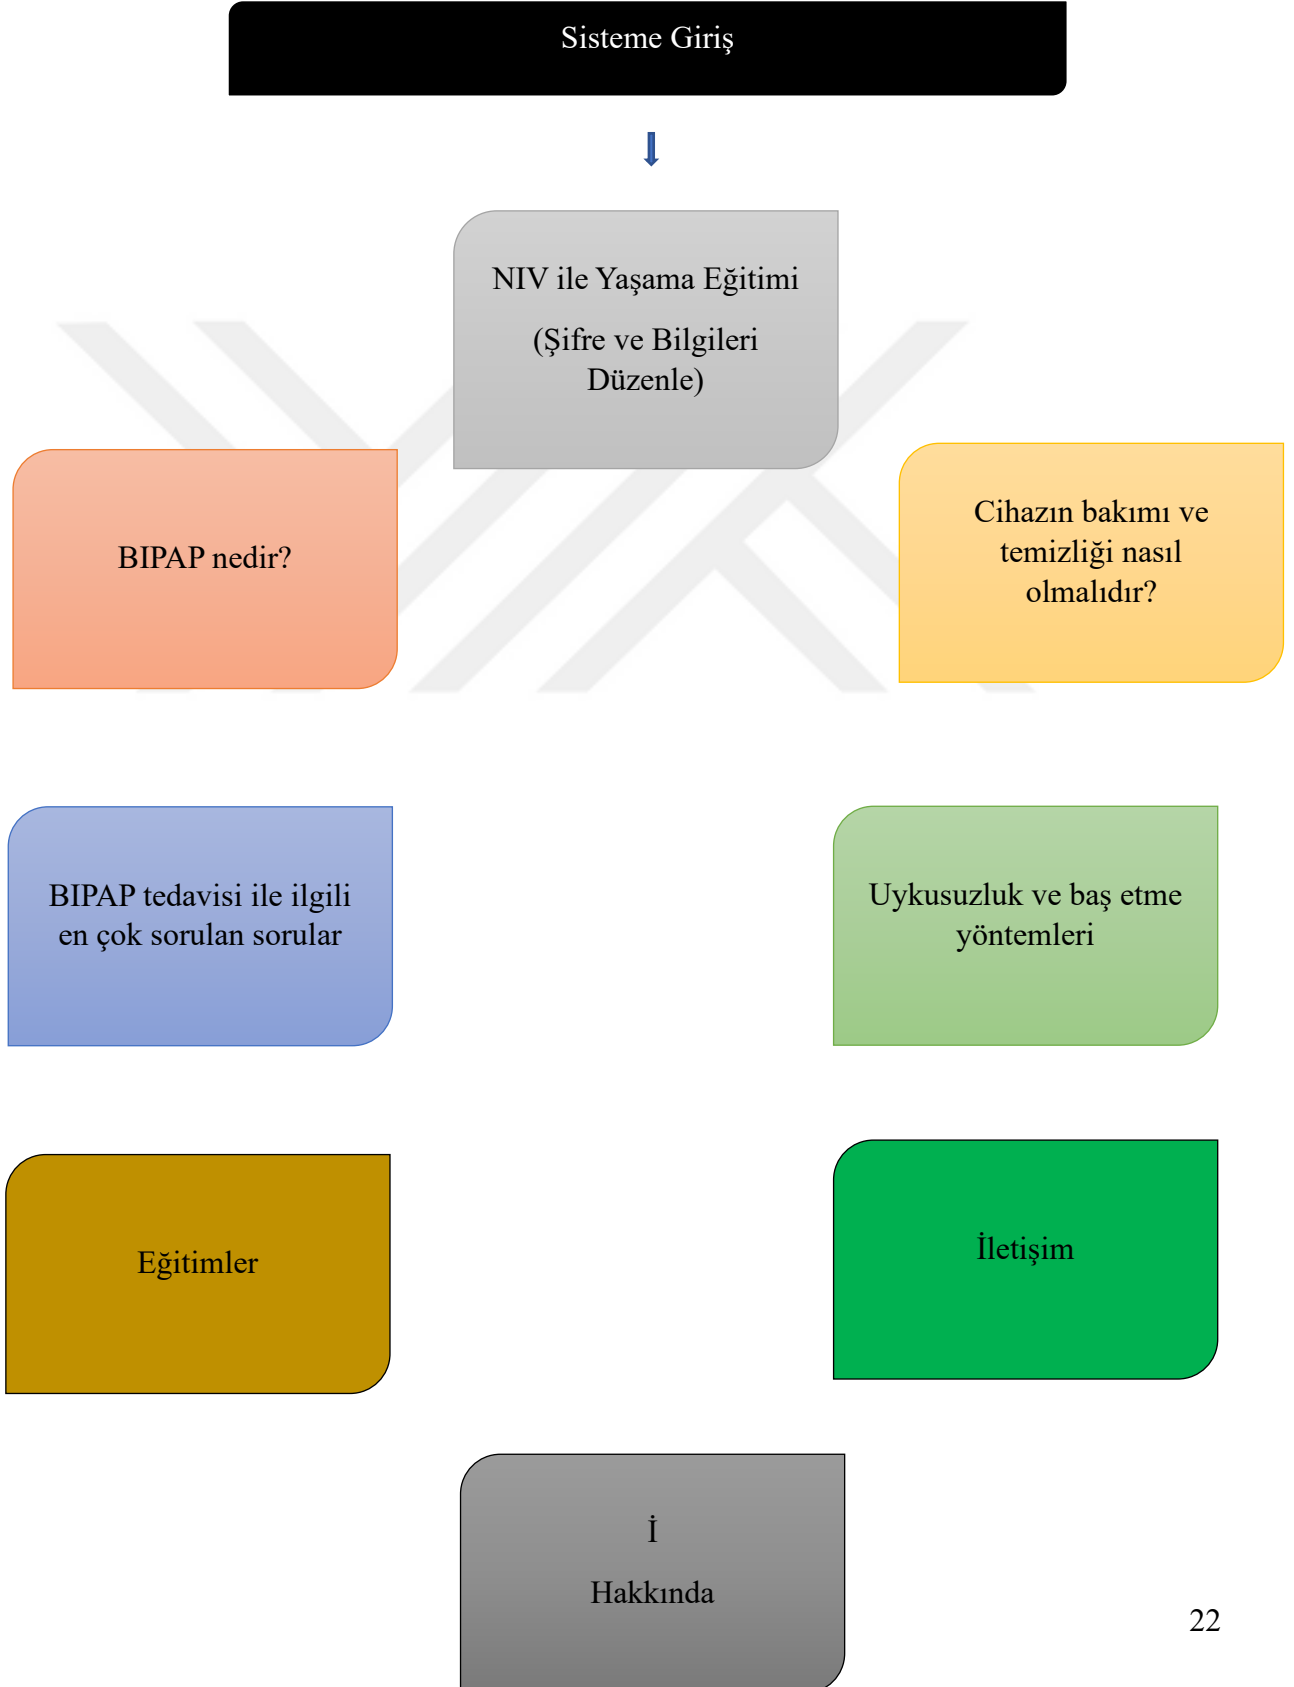 Sisteme Giriş
NIV ile Yaşama Eğitimi
(Şifre ve Bilgileri
Düzenle)
BIPAP nedir?
Cihazın bakımı ve
temizliği nasıl
olmalıdır?
BIPAP tedavisi ile ilgili
en çok sorulan sorular
Uykusuzluk ve baş etme
yöntemleri
Eğitimler
İletişim
İ
Hakkında
22